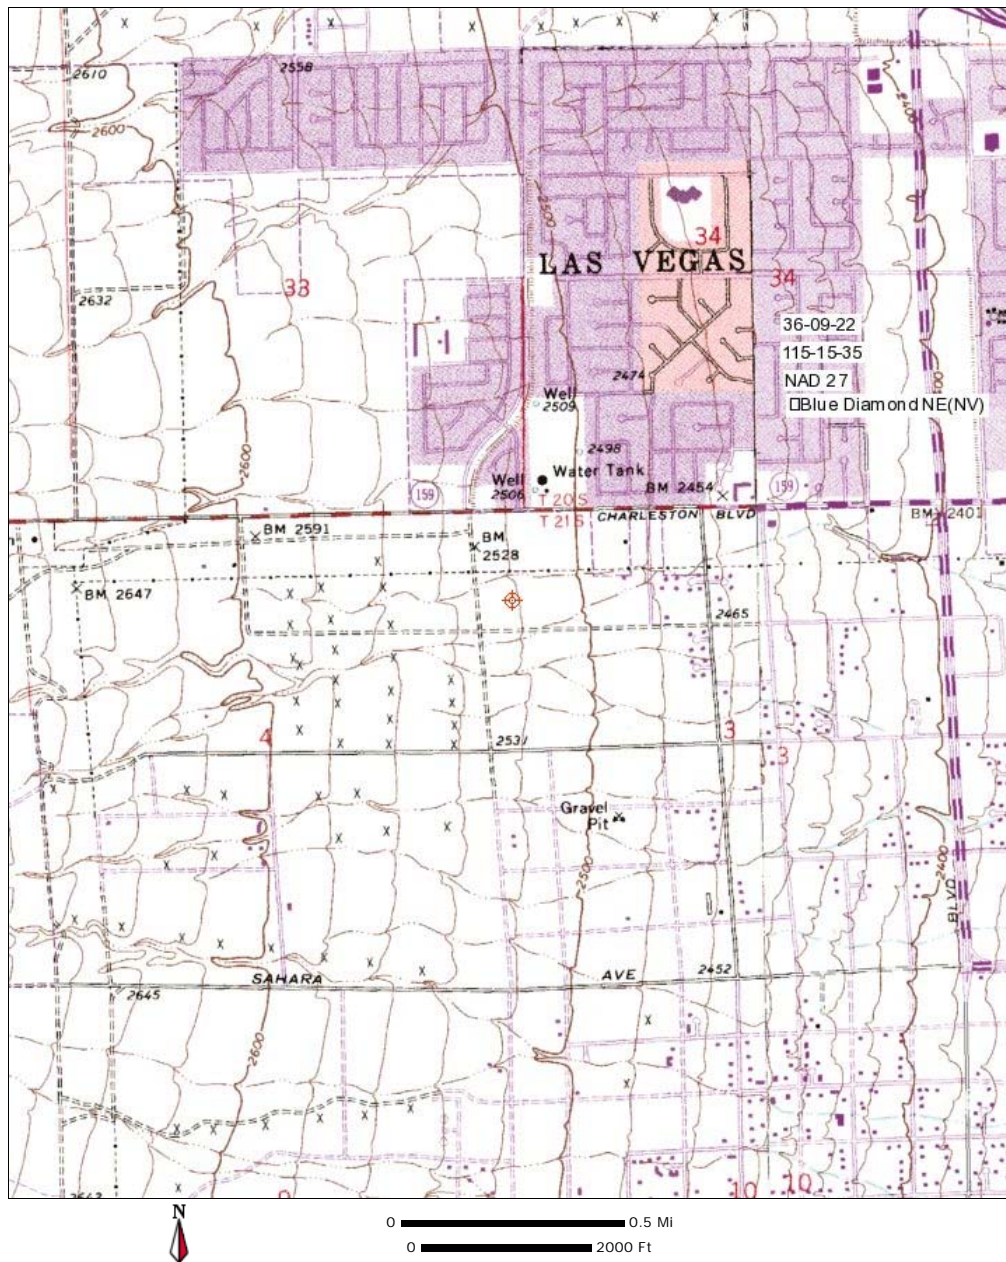 2610
2558
2600
2400
2500
34
LAS VEGAS
33
34
2632
36-09-22
115-15-35
NAD 27
Blue Diamond NE(NV)
2474
Well
2509
2600
2498
Water Tank
Well
2506
BM 2454
159
159
T 20 S
T 21 S
CHARLESTON BLVD
BM 2401
BM 2591
BM
2528
BM 2647
2465
4
2531
3
3
Gravel
Pit
2500
2400
BLVD
SAHARA AVE
2452
2645
2600
10
10
N
0 0.5 Mi
0 2000 Ft